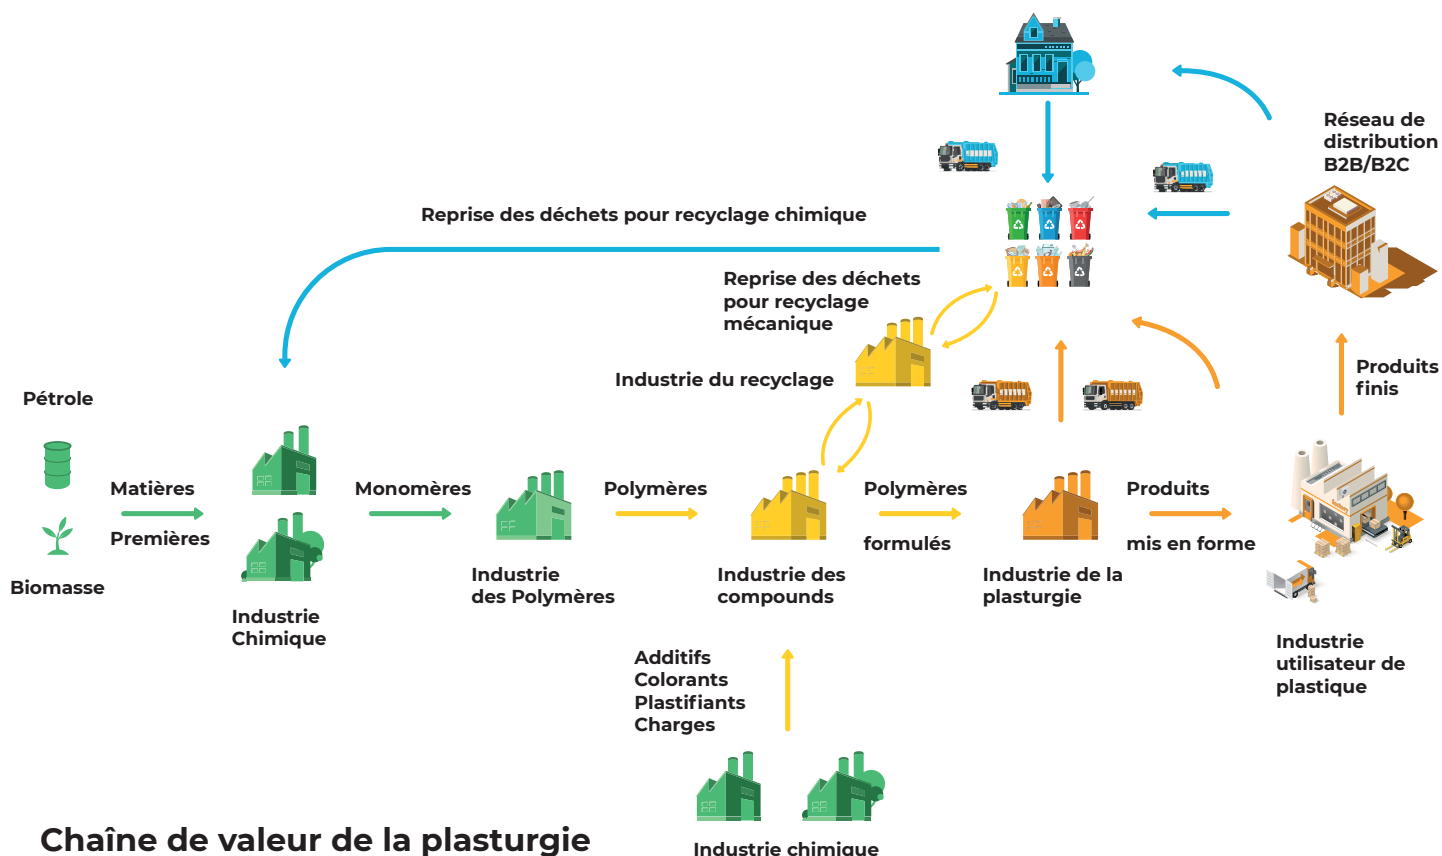 Réseau de
distribution
B2B/B2C
Reprise des déchets pour recyclage chimique
Reprise des déchets
pour recyclage
mécanique
Industrie du recyclage
Produits
finis
Pétrole
Biomasse
Matières
Premières
Industrie
Chimique
Monomères
Industrie
des Polymères
Polymères
Industrie des
compounds
Polymères
formulés
Industrie de la
plasturgie
Produits
mis en forme
Industrie
utilisateur de
plastique
Additifs
Colorants
Plastifiants
Charges
Industrie chimique
Chaîne de valeur de la plasturgie